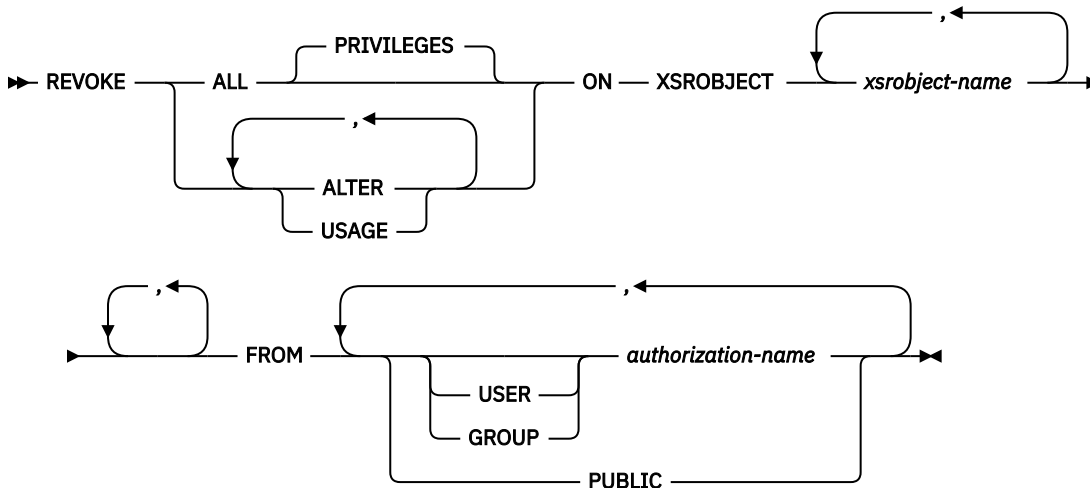 ,
PRIVILEGES
REVOKE ALL ON XSROBJECT xsrobject-name
,
ALTER
USAGE
, ,
FROM authorization-name
USER
GROUP
PUBLIC